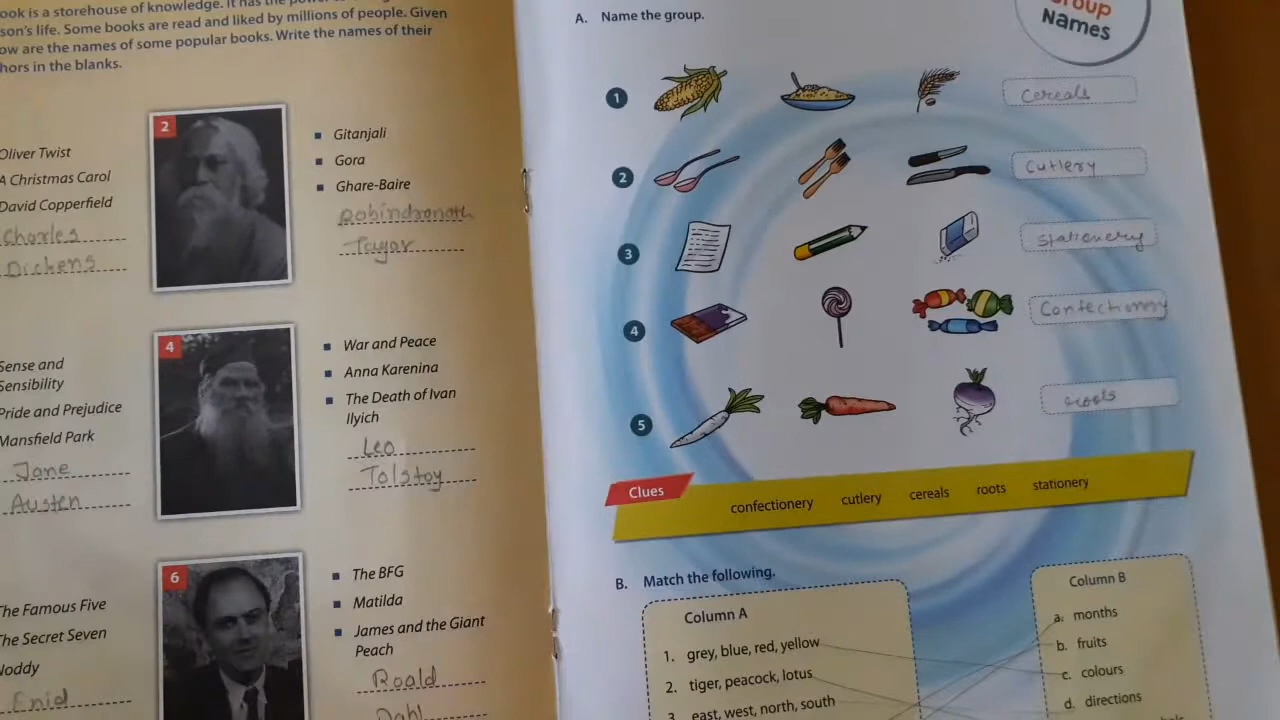 ook is a storehouse of knowledge. It has the
son's life. Some books are read and liked by millions of people. Given
ow are the names of some popular books. Write the names of their
hors in the blanks.
Oliver Twist
A Christmas Carol
David Copperfield
Charles
Dickens
2
Gitanjali
Gora
Ghare-Baire
Robindranath
Tagor
Sense and
Sensibility
Pride and Prejudice
Mansfield Park
Jane
Austen
4
War and Peace
Anna Karenina
The Death of Ivan
Ilyich
Leo
Tolstoy
The Famous Five
The Secret Seven
Noddy
Enid
6
The BFG
Matilda
James and the Giant
Peach
Roald
Dahl
Group
Names
A. Name the group.
1 Cereals
2 Cutlery
3 Stationery
4 Confectionny
5 roots
Clues confectionery cutlery cereals roots stationery
B. Match the following.
Column A
1. grey, blue, red, yellow
2. tiger, peacock, lotus
3. east, west, north, south
Column B
a. months
b. fruits
c. colours
d. directions